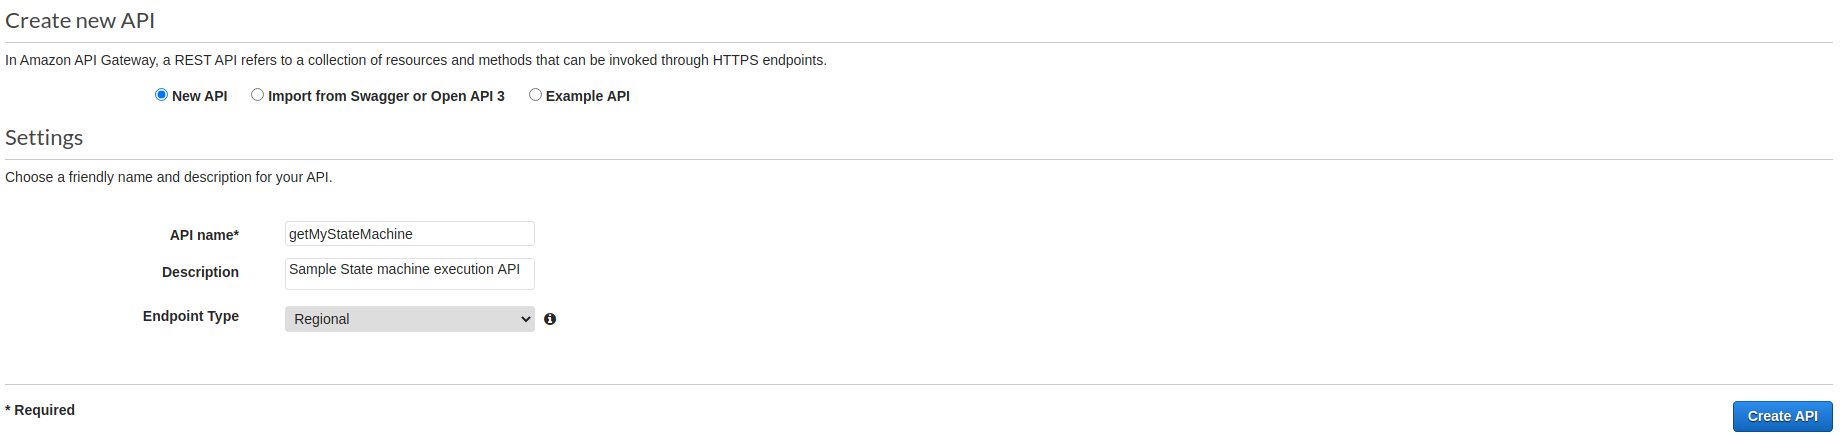 Create new API
In Amazon API Gateway, a REST API refers to a collection of resources and methods that can be invoked through HTTPS endpoints.
New API Import from Swagger or Open API 3 Example API
Settings
Choose a friendly name and description for your API.
API name* getMyStateMachine
Description Sample State machine execution API
Endpoint Type Regional
* Required Create API